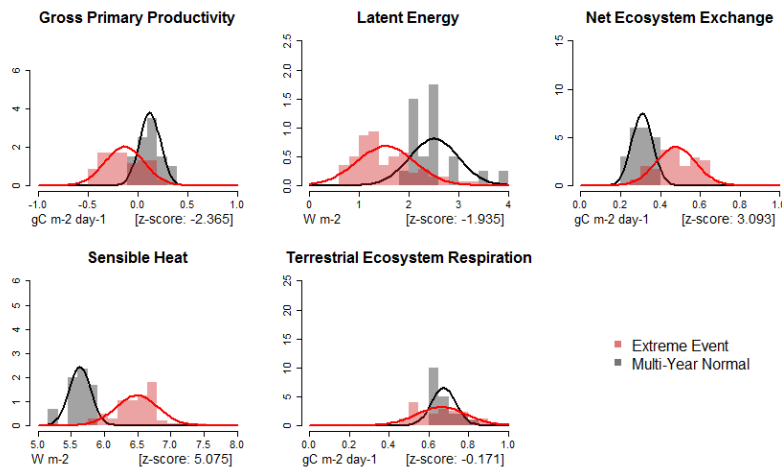 Gross Primary Productivity
6
4
2
0
-1.0 -0.5 0.0 0.5 1.0
gC m-2 day-1 [z-score: -2.365]
Latent Energy
2.5
2.0
1.5
1.0
0.5
0.0
0 1 2 3 4
W m-2 [z-score: -1.935]
Net Ecosystem Exchange
15
10
5
0
0.0 0.2 0.4 0.6 0.8 1.0
gC m-2 day-1 [z-score: 3.093]
Sensible Heat
6
5
4
3
2
1
0
5.0 5.5 6.0 6.5 7.0 7.5 8.0
W m-2 [z-score: 5.075]
Terrestrial Ecosystem Respiration
25
20
15
10
5
0
0.0 0.2 0.4 0.6 0.8 1.0
gC m-2 day-1 [z-score: -0.171]
Extreme Event
Multi-Year Normal